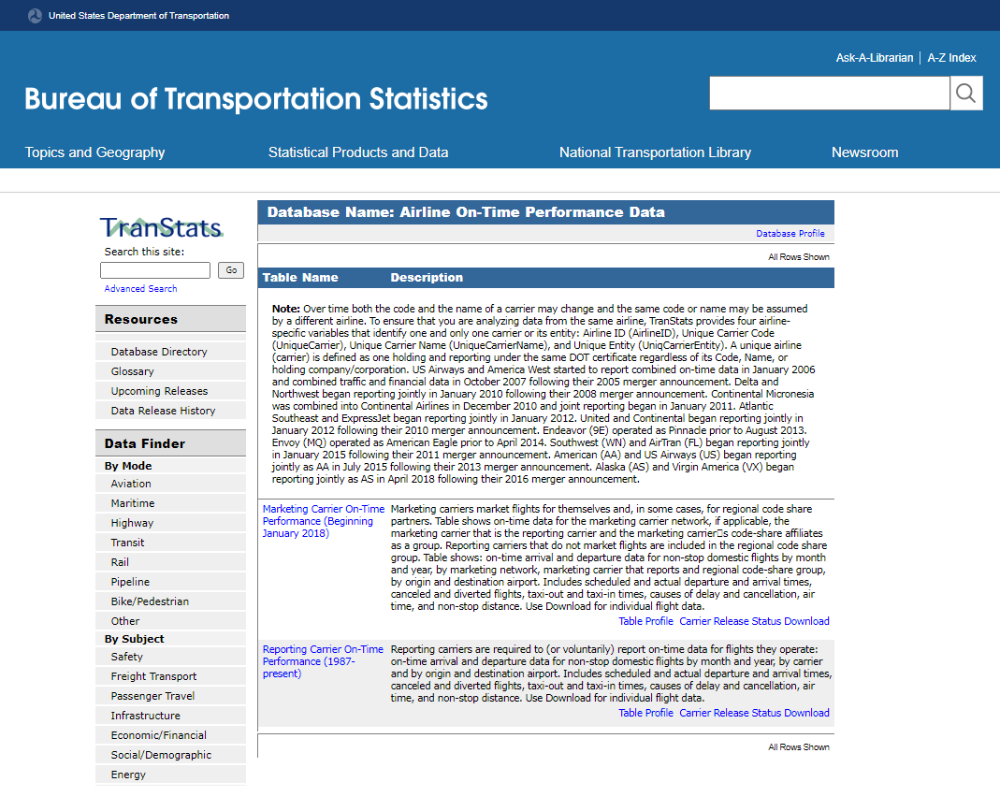 United States Department of Transportation
Ask-A-Librarian | A-Z Index
Bureau of Transportation Statistics
Topics and Geography
Statistical Products and Data
National Transportation Library
Newsroom
TranStats
Search this site:
Go
Advanced Search
Resources
Database Directory
Glossary
Upcoming Releases
Data Release History
Data Finder
By Mode
Aviation
Maritime
Highway
Transit
Rail
Pipeline
Bike/Pedestrian
Other
By Subject
Safety
Freight Transport
Passenger Travel
Infrastructure
Economic/Financial
Social/Demographic
Energy
Database Name: Airline On-Time Performance Data
Database Profile
All Rows Shown
Table Name Description
Note: Over time both the code and the name of a carrier may change and the same code or name may be assumed
by a different airline. To ensure that you are analyzing data from the same airline, TranStats provides four airline-
specific variables that identify one and only one carrier or its entity: Airline ID (AirlineID), Unique Carrier Code
(UniqueCarrier), Unique Carrier Name (UniqueCarrierName), and Unique Entity (UniqCarrierEntity). A unique airline
(carrier) is defined as one holding and reporting under the same DOT certificate regardless of its Code, Name, or
holding company/corporation. US Airways and America West started to report combined on-time data in January 2006
and combined traffic and financial data in October 2007 following their 2005 merger announcement. Delta and
Northwest began reporting jointly in January 2010 following their 2008 merger announcement. Continental Micronesia
was combined into Continental Airlines in December 2010 and joint reporting began in January 2011. Atlantic
Southeast and ExpressJet began reporting jointly in January 2012. United and Continental began reporting jointly in
January 2012 following their 2010 merger announcement. Endeavor (9E) operated as Pinnacle prior to August 2013.
Envoy (MQ) operated as American Eagle prior to April 2014. Southwest (WN) and AirTran (FL) began reporting jointly
in January 2015 following their 2011 merger announcement. American (AA) and US Airways (US) began reporting
jointly as AA in July 2015 following their 2013 merger announcement. Alaska (AS) and Virgin America (VX) began
reporting jointly as AS in April 2018 following their 2016 merger announcement.
Marketing Carrier On-Time
Performance (Beginning
January 2018)
Marketing carriers market flights for themselves and, in some cases, for regional code share
partners. Table shows on-time data for the marketing carrier network, if applicable, the
marketing carrier that is the reporting carrier and the marketing carrier□s code-share affiliates
as a group. Reporting carriers that do not market flights are included in the regional code share
group. Table shows: on-time arrival and departure data for non-stop domestic flights by month
and year, by marketing network, marketing carrier that reports and regional code-share group,
by origin and destination airport. Includes scheduled and actual departure and arrival times,
canceled and diverted flights, taxi-out and taxi-in times, causes of delay and cancellation, air
time, and non-stop distance. Use Download for individual flight data.
Table Profile Carrier Release Status Download
Reporting Carrier On-Time
Performance (1987-
present)
Reporting carriers are required to (or voluntarily) report on-time data for flights they operate:
on-time arrival and departure data for non-stop domestic flights by month and year, by carrier
and by origin and destination airport. Includes scheduled and actual departure and arrival times,
canceled and diverted flights, taxi-out and taxi-in times, causes of delay and cancellation, air
time, and non-stop distance. Use Download for individual flight data.
Table Profile Carrier Release Status Download
All Rows Shown